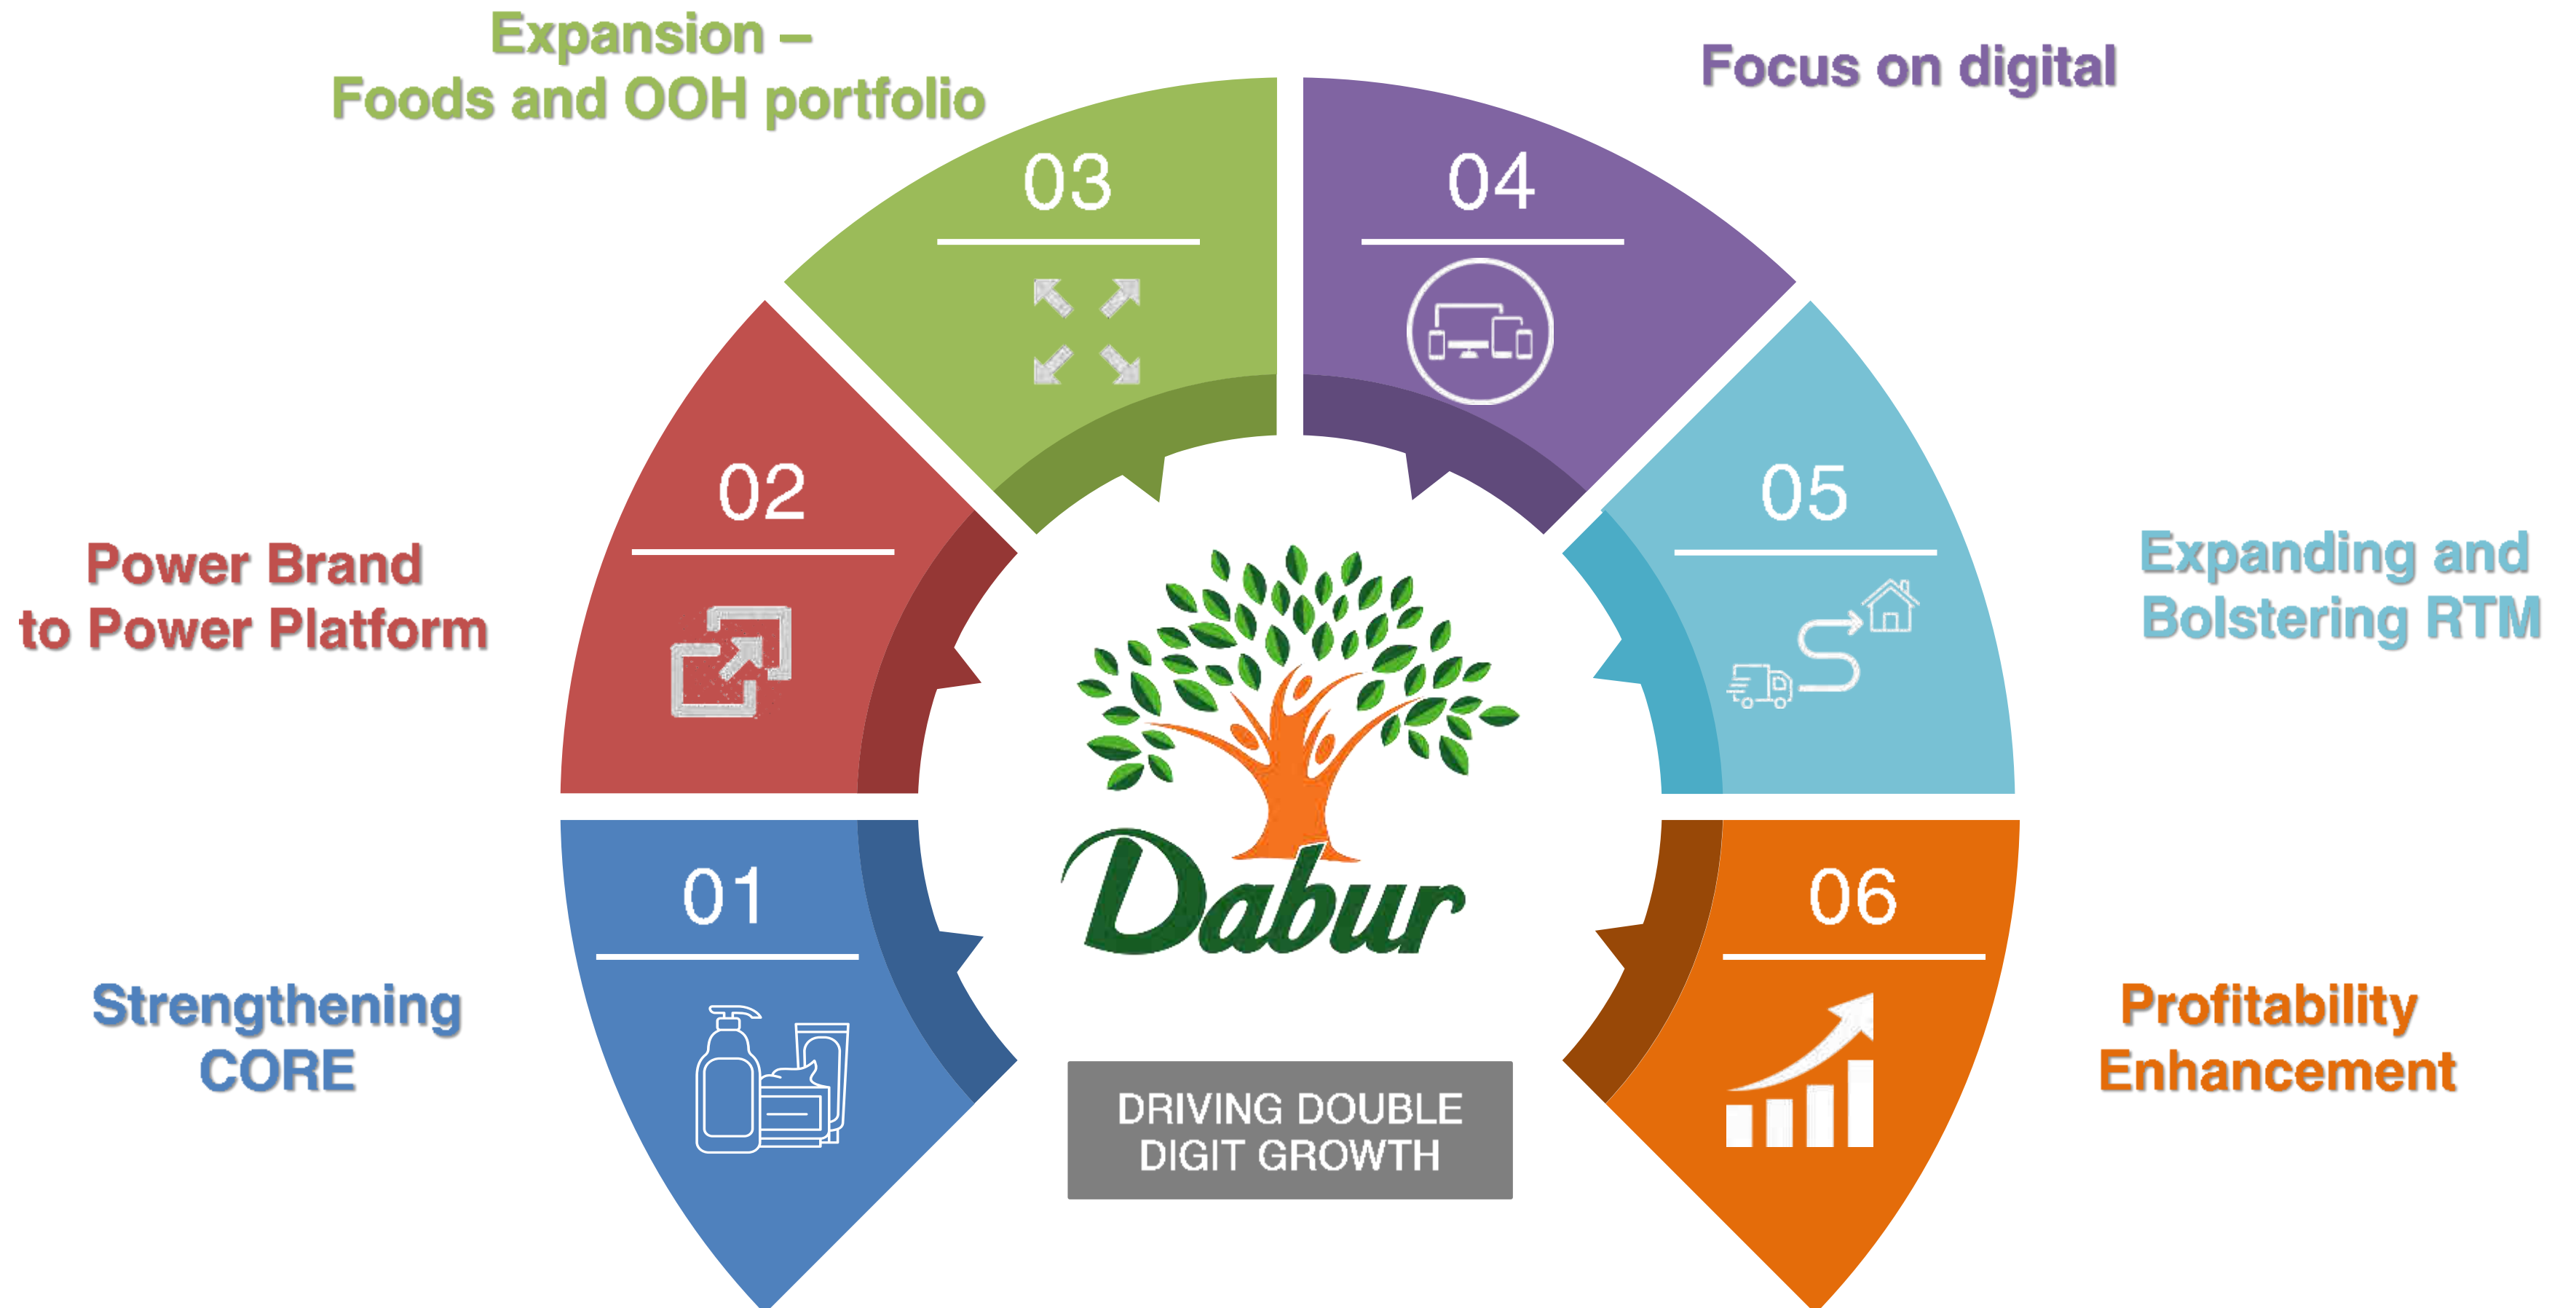 01
Strengthening
CORE
02
Power Brand
to Power Platform
03
Expansion –
Foods and OOH portfolio
04
Focus on digital
05
Expanding and
Bolstering RTM
06
Profitability
Enhancement
Dabur
DRIVING DOUBLE
DIGIT GROWTH